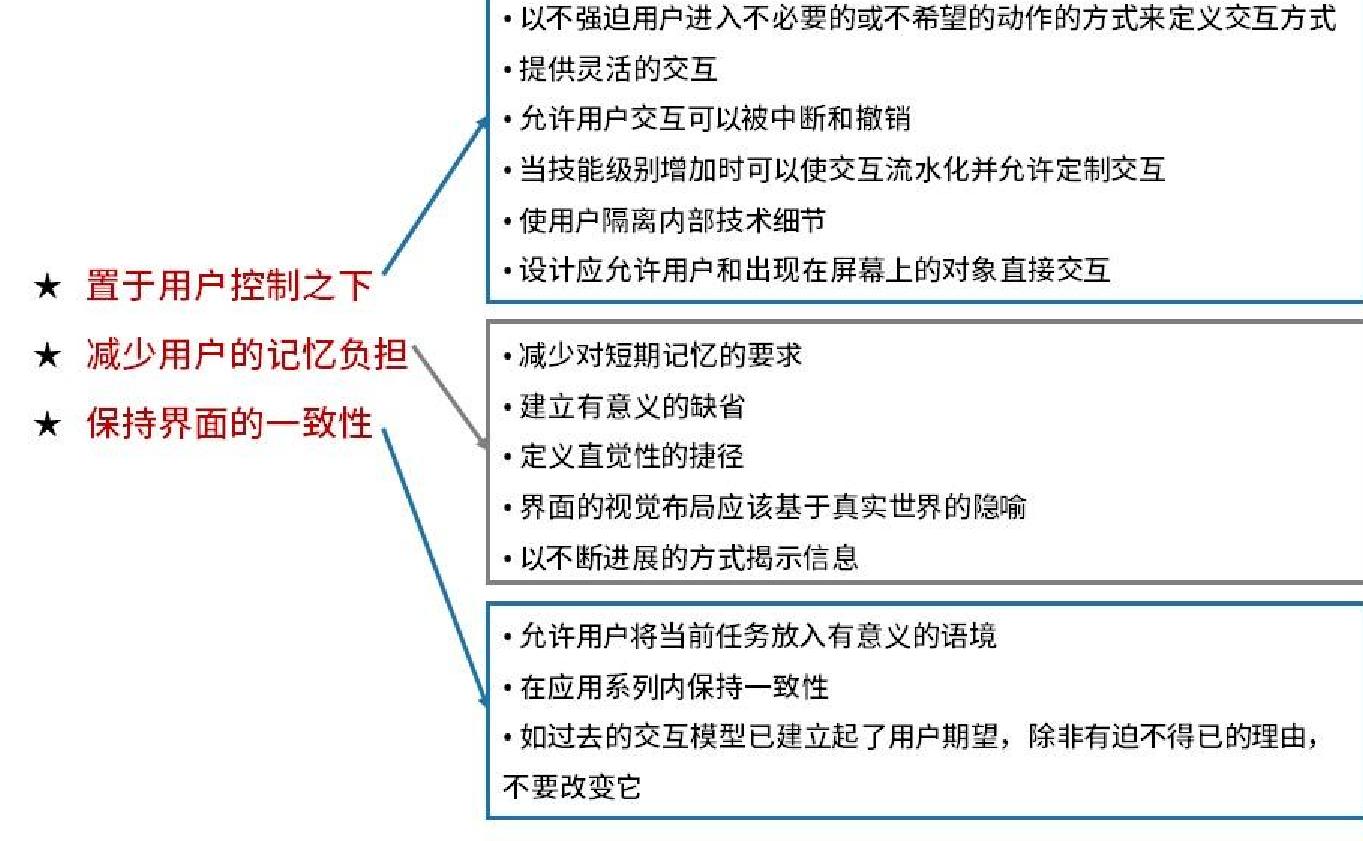 • 以不强迫用户进入不必要的或不希望的动作的方式来定义交互方式
• 提供灵活的交互
• 允许用户交互可以被中断和撤销
• 当技能级别增加时可以使交互流水化并允许定制交互
• 使用户隔离内部技术细节
• 设计应允许用户和出现在屏幕上的对象直接交互
★ 置于用户控制之下
★ 减少用户的记忆负担
★ 保持界面的一致性
• 减少对短期记忆的要求
• 建立有意义的缺省
• 定义直觉性的捷径
• 界面的视觉布局应该基于真实世界的隐喻
• 以不断进展的方式揭示信息
• 允许用户将当前任务放入有意义的语境
• 在应用系列内保持一致性
• 如过去的交互模型已建立起了用户期望，除非有迫不得已的理由，
不要改变它